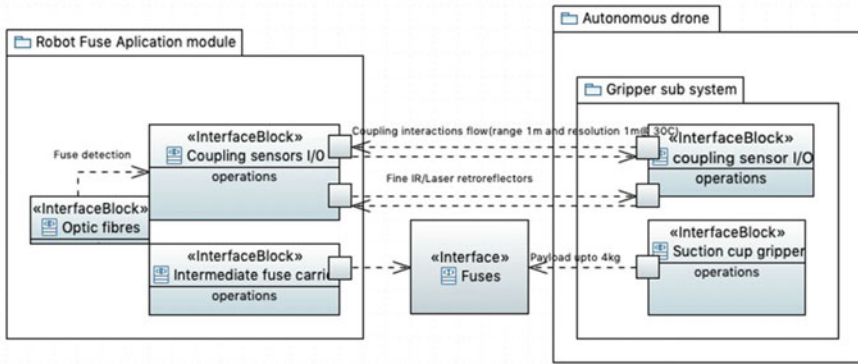 Autonomous drone
Robot Fuse Aplication module
Gripper sub system
«InterfaceBlock»
Coupling sensors I/O
operations
Coupling interactions flow(range 1m and resolution 1m@ 30C)
«InterfaceBlock»
coupling sensor I/O
operations
Fuse detection
Fine IR/Laser retroreflectors
«InterfaceBlock»
Optic fibres
«InterfaceBlock»
Intermediate fuse carri
operations
«Interface»
Fuses
Payload upto 4kg
«InterfaceBlock»
Suction cup gripper
operations